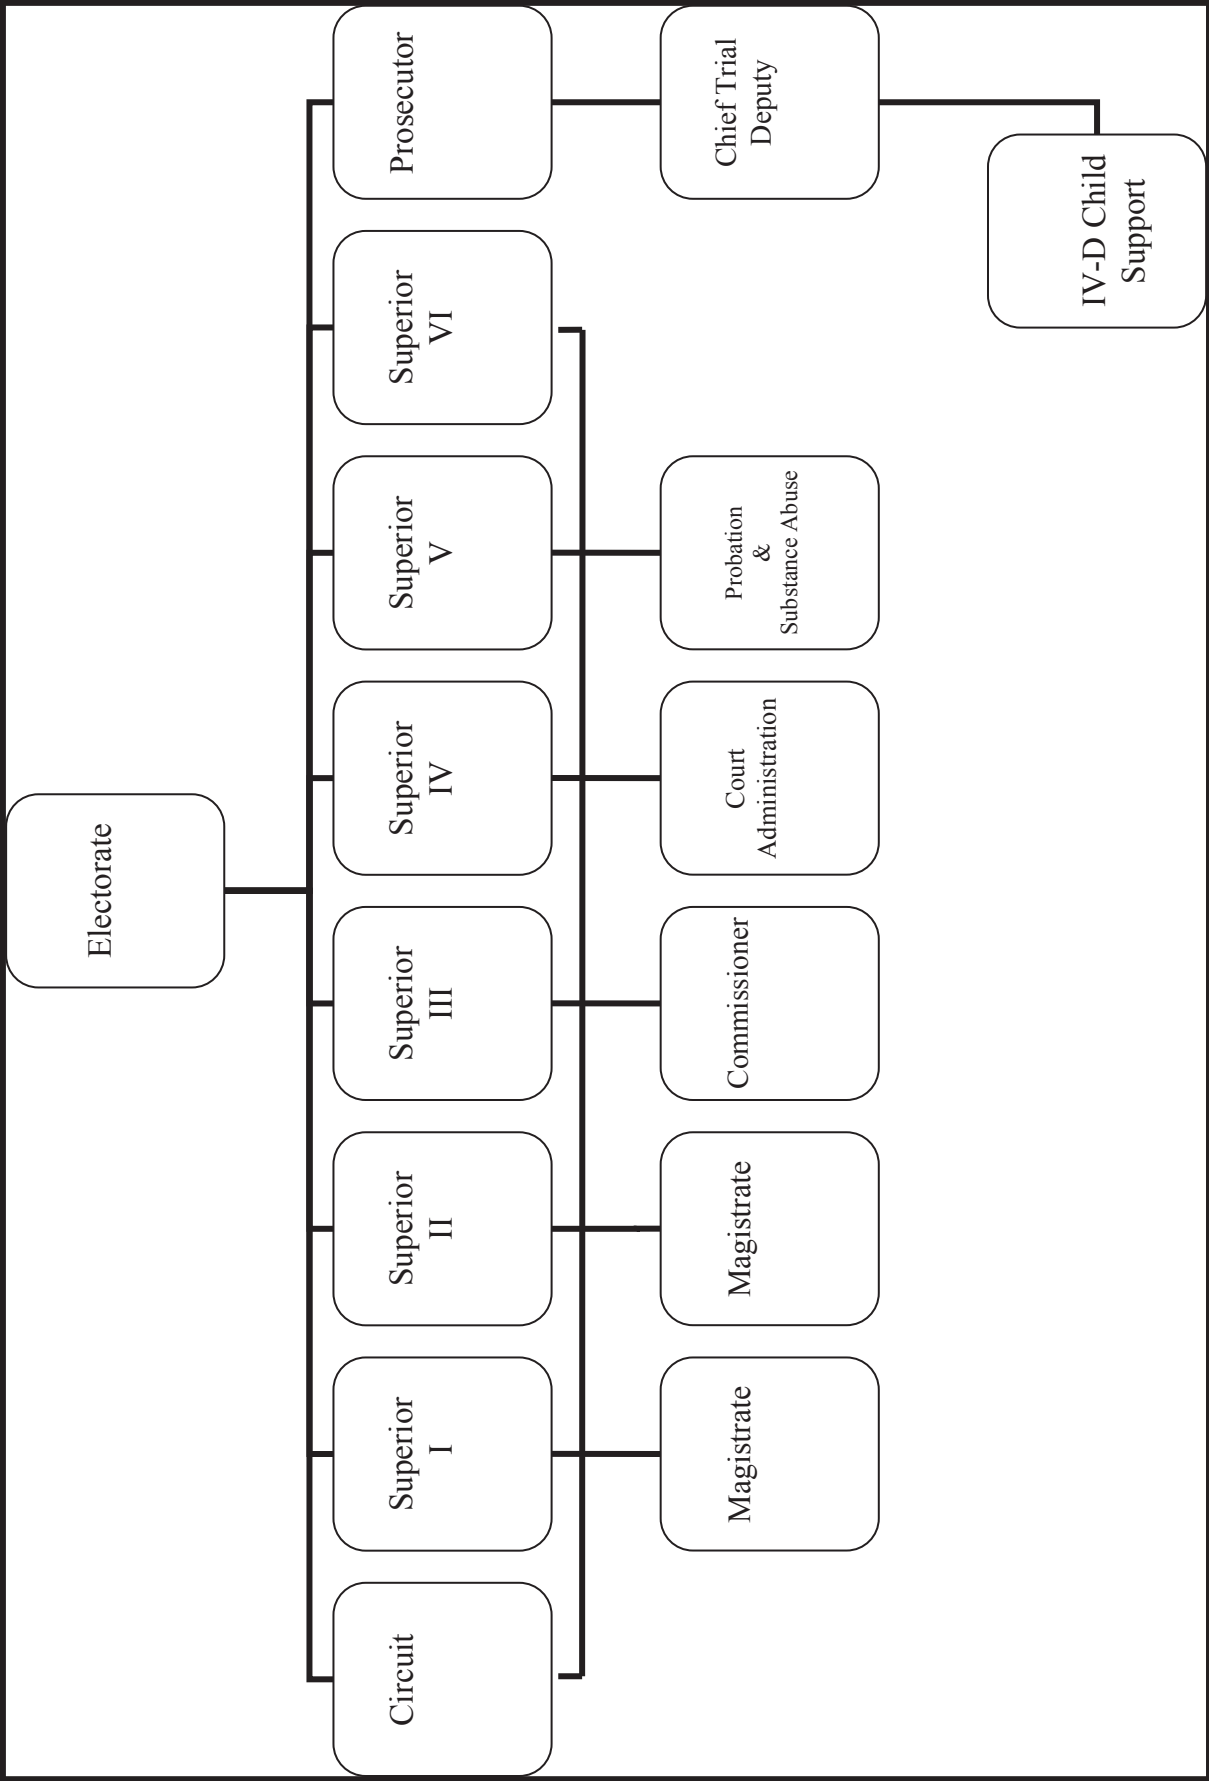 Electorate
Circuit
Superior
I
Superior
II
Superior
III
Superior
IV
Superior
V
Superior
VI
Prosecutor
Magistrate
Magistrate
Commissioner
Court
Administration
Probation
&
Substance Abuse
Chief Trial
Deputy
IV-D Child
Support